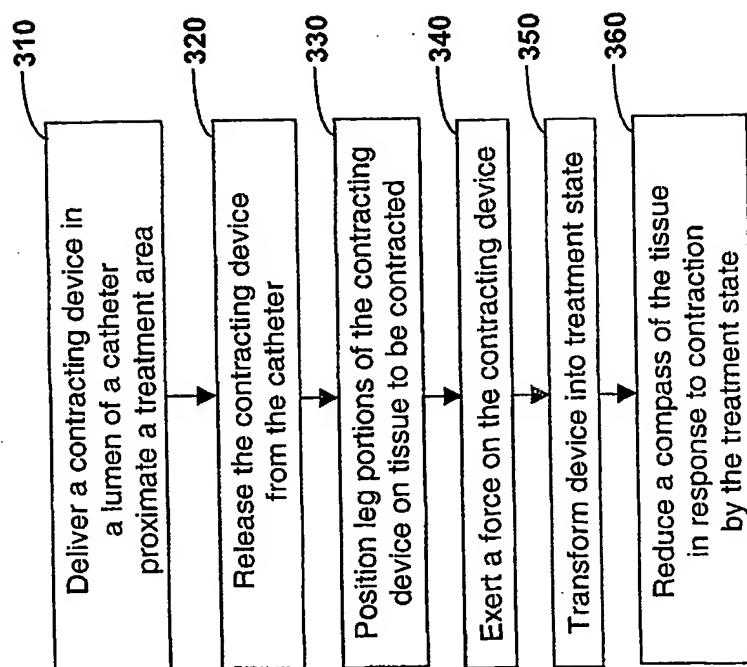 310
Deliver a contracting device in
a lumen of a catheter
proximate a treatment area
320
Release the contracting device
from the catheter
330
Position leg portions of the contracting
device on tissue to be contracted
340
Exert a force on the contracting device
350
Transform device into treatment state
360
Reduce a compass of the tissue
in response to contraction
by the treatment state